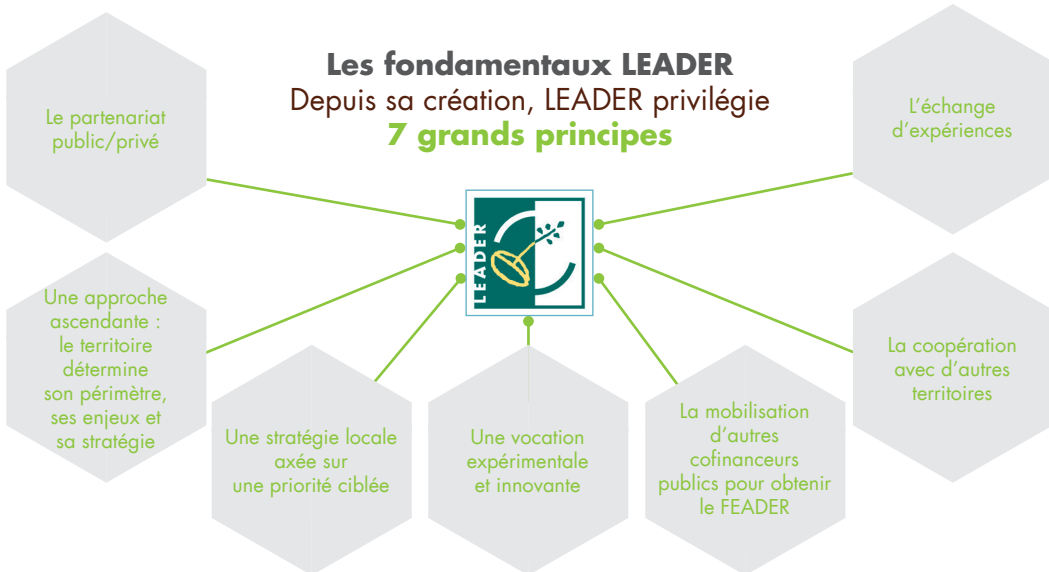 Les fondamentaux LEADER
Depuis sa création, LEADER privilégie
7 grands principes
Le partenariat
public/privé
Une approche
ascendante :
le territoire
détermine
son périmètre,
ses enjeux et
sa stratégie
Une stratégie locale
axée sur
une priorité ciblée
Une vocation
expérimentale
et innovante
La mobilisation
d'autres
cofinanceurs
publics pour obtenir
le FEADER
La coopération
avec d'autres
territoires
L'échange
d'expériences
LEADER